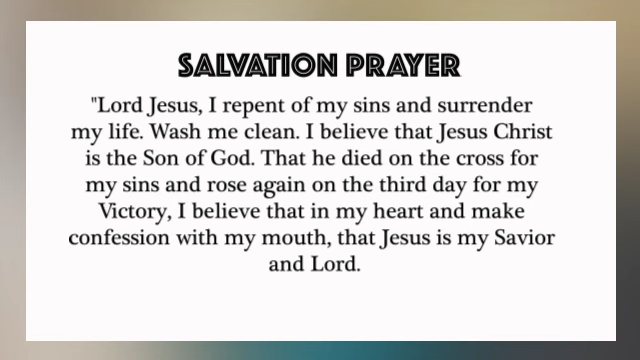 SALVATION PRAYER
"Lord Jesus, I repent of my sins and surrender
my life. Wash me clean. I believe that Jesus Christ
is the Son of God. That he died on the cross for
my sins and rose again on the third day for my
Victory, I believe that in my heart and make
confession with my mouth, that Jesus is my Savior
and Lord.